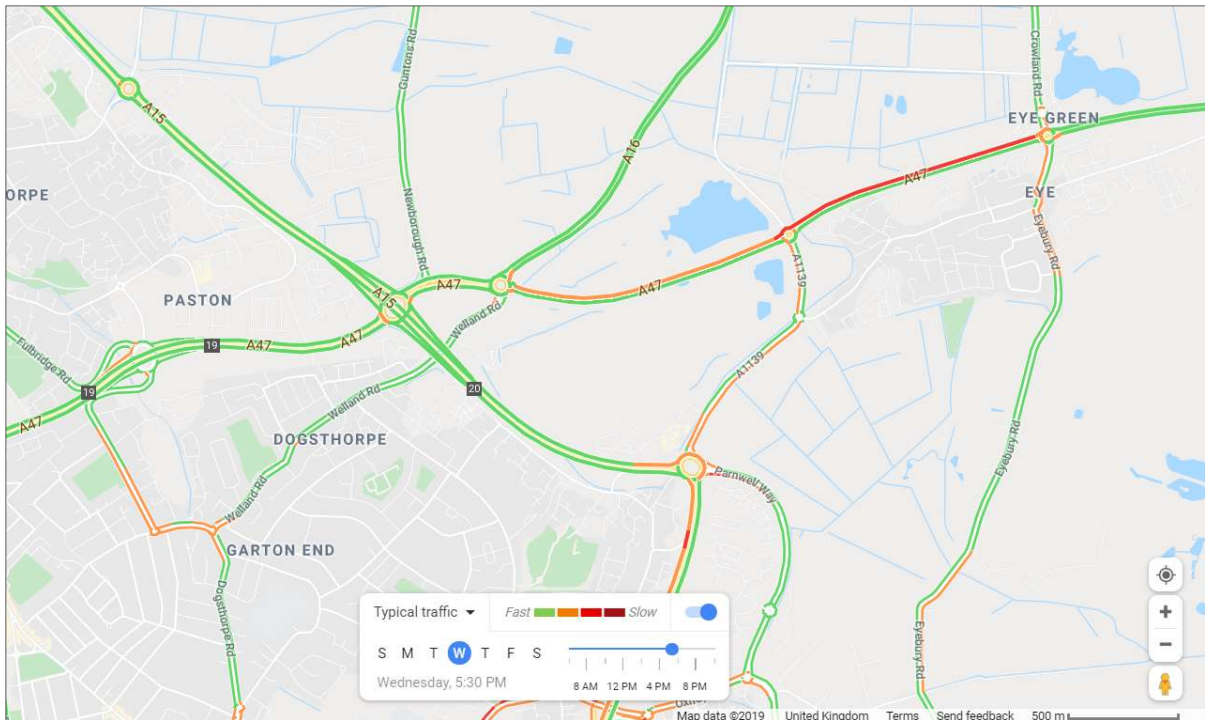 Guntons Rd
Crowland Rd
A15
EYE GREEN
A16
A47
ORPE
EYE
Newborough Rd
Eyebury Rd
A1139
A47
A47
PASTON
A15
Welland Rd
Fulbridge Rd
19
A47
A47
A1139
19
20
Welland Rd
A47
DOGSTHORPE
Eyebury Rd
Parnwell Way
Welland Rd
GARTON END
Dogsthorpe Rd
Eyebury Rd
Typical traffic
Fast
Slow
S M T W T F S
Wednesday, 5:30 PM
8 AM 12 PM 4 PM 8 PM
Map data ©2019 United Kingdom Terms Send feedback 500 m